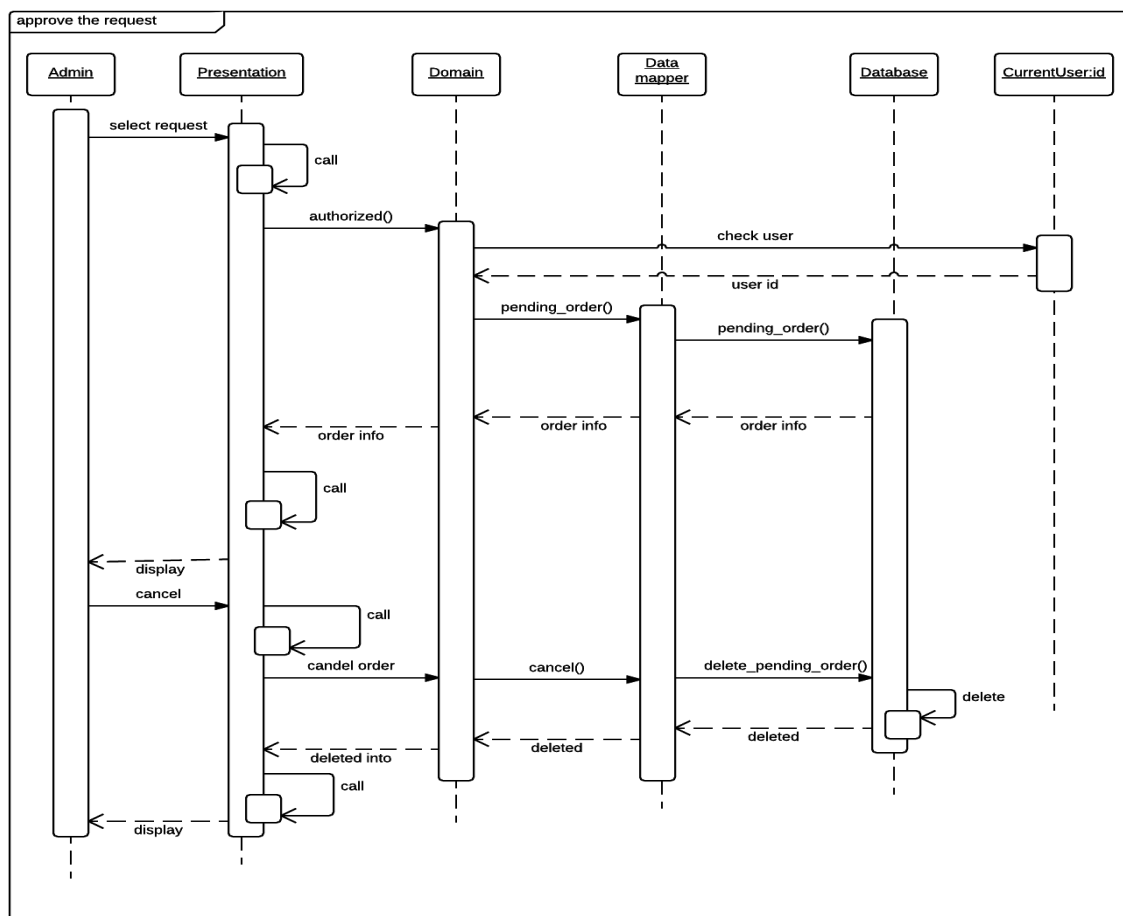 approve the request
Admin
Presentation
Domain
Data
mapper
Database
CurrentUser:id
select request
call
authorized()
check user
user id
pending_order()
pending_order()
order info
order info
order info
call
display
cancel
call
candel order
cancel()
delete_pending_order()
delete
deleted
deleted
deleted into
call
display